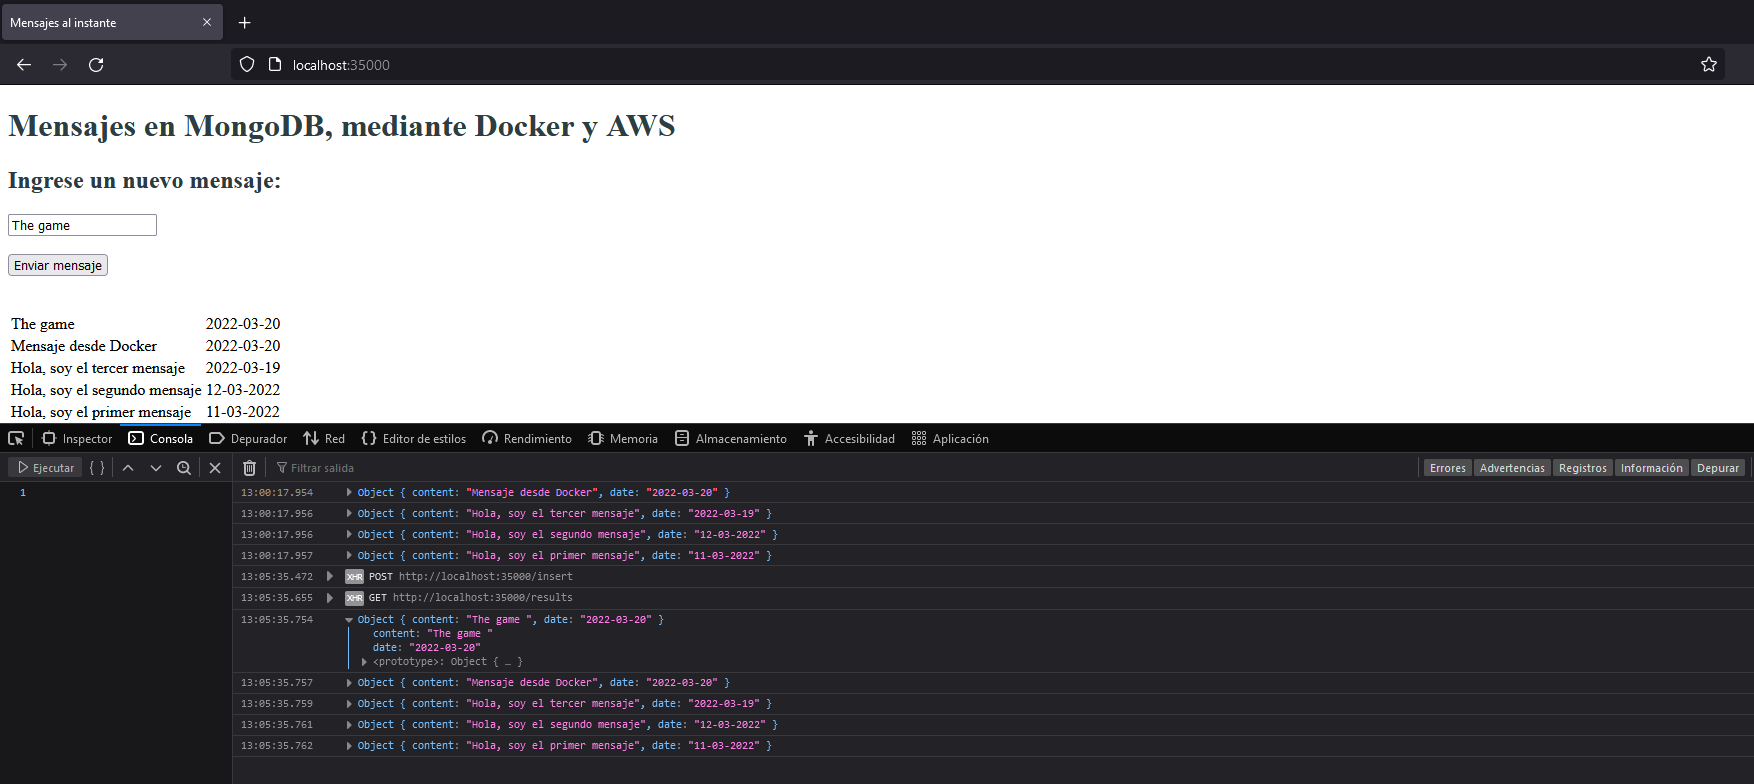 Mensajes al instante
localhost:35000
Mensajes en MongoDB, mediante Docker y AWS
Ingrese un nuevo mensaje:
The game
Enviar mensaje
The game 2022-03-20
Mensaje desde Docker 2022-03-20
Hola, soy el tercer mensaje 2022-03-19
Hola, soy el segundo mensaje 12-03-2022
Hola, soy el primer mensaje 11-03-2022
Inspector Consola Depurador Red {} Editor de estilos Rendimiento Memoria Almacenamiento Accesibilidad Aplicación
Ejecutar { } Filtrar salida Errores Advertencias Registros Información Depurar
1
13:00:17.954 Object { content: "Mensaje desde Docker", date: "2022-03-20" }
13:00:17.956 Object { content: "Hola, soy el tercer mensaje", date: "2022-03-19" }
13:00:17.956 Object { content: "Hola, soy el segundo mensaje", date: "12-03-2022" }
13:00:17.957 Object { content: "Hola, soy el primer mensaje", date: "11-03-2022" }
13:05:35.472 XHR POST http://localhost:35000/insert
13:05:35.655 XHR GET http://localhost:35000/results
13:05:35.754 Object { content: "The game ", date: "2022-03-20" }
content: "The game "
date: "2022-03-20"
<prototype>: Object { … }
13:05:35.757 Object { content: "Mensaje desde Docker", date: "2022-03-20" }
13:05:35.759 Object { content: "Hola, soy el tercer mensaje", date: "2022-03-19" }
13:05:35.761 Object { content: "Hola, soy el segundo mensaje", date: "12-03-2022" }
13:05:35.762 Object { content: "Hola, soy el primer mensaje", date: "11-03-2022" }